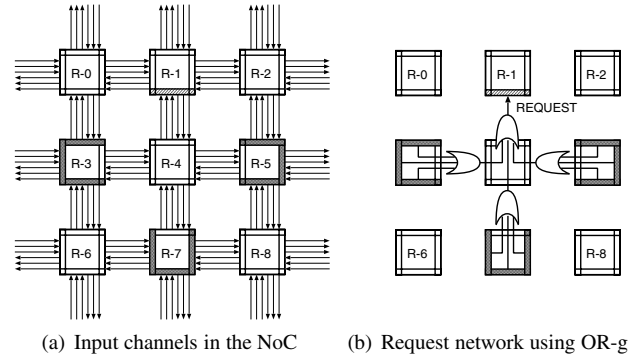 R-0 R-1 R-2
R-3 R-4 R-5
R-6 R-7 R-8
(a) Input channels in the NoC
R-0 R-1 R-2
REQUEST
R-6 R-8
(b) Request network using OR-g